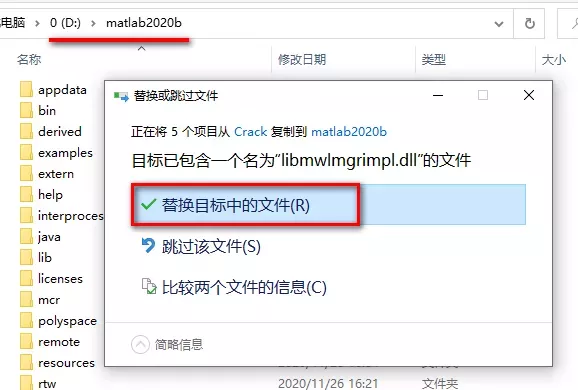 电脑 > 0 (D:) > matlab2020b
名称 修改日期 类型 大小
appdata
bin
derived
examples
extern
help
interproces
java
lib
licenses
mcr
polyspace
remote
resources
rtw 2020/11/26 16:21 文件夹
替换或跳过文件
正在将 5 个项目从 Crack 复制到 matlab2020b
目标已包含一个名为“libmwlmgrimpl.dll”的文件
替换目标中的文件(R)
跳过该文件(S)
比较两个文件的信息(C)
简略信息